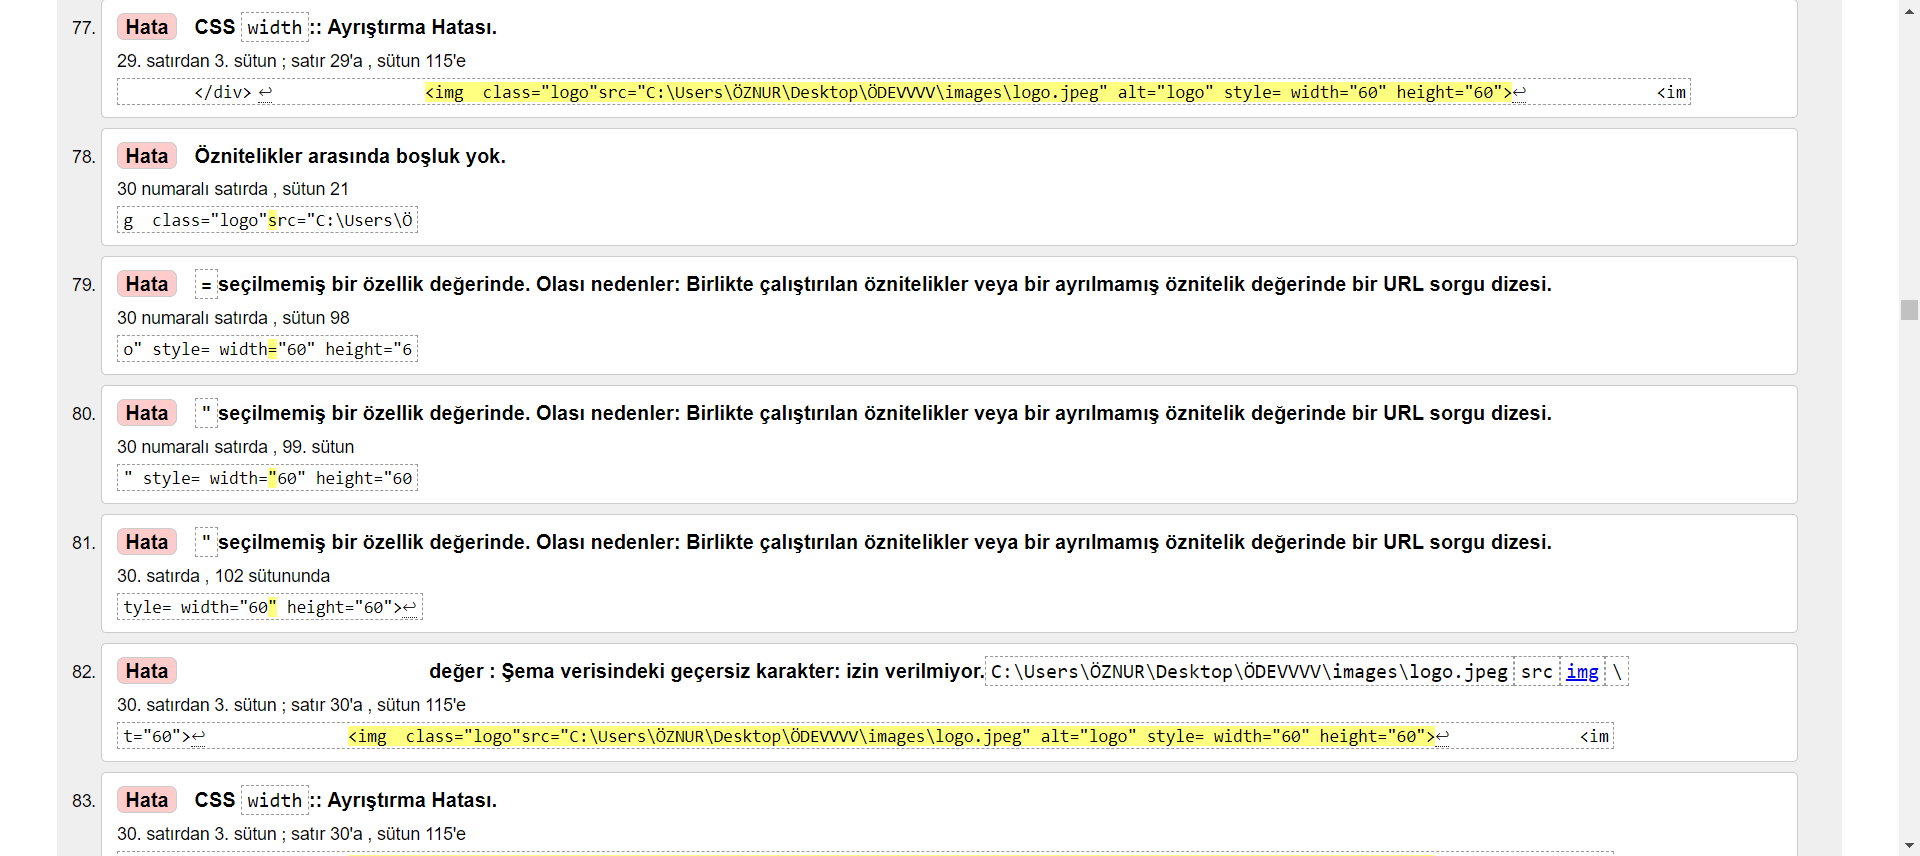 77. Hata CSS width:: Ayrıştırma Hatası.
29. satırdan 3. sütun ; satır 29'a , sütun 115'e
</div> ↩ <img  class="logo"src="C:\Users\ÖZNUR\Desktop\ÖDEVVVV\images\logo.jpeg" alt="logo" style= width="60" height="60">↩ <im
78. Hata Öznitelikler arasında boşluk yok.
30 numaralı satırda , sütun 21
g  class="logo"src="C:\Users\Ö
79. Hata =seçilmemiş bir özellik değerinde. Olası nedenler: Birlikte çalıştırılan öznitelikler veya bir ayrılmamış öznitelik değerinde bir URL sorgu dizesi.
30 numaralı satırda , sütun 98
o" style= width="60" height="6
80. Hata "seçilmemiş bir özellik değerinde. Olası nedenler: Birlikte çalıştırılan öznitelikler veya bir ayrılmamış öznitelik değerinde bir URL sorgu dizesi.
30 numaralı satırda , 99. sütun
" style= width="60" height="60
81. Hata "seçilmemiş bir özellik değerinde. Olası nedenler: Birlikte çalıştırılan öznitelikler veya bir ayrılmamış öznitelik değerinde bir URL sorgu dizesi.
30. satırda , 102 sütununda
tyle= width="60" height="60">↩
82. Hata değer : Şema verisindeki geçersiz karakter: izin verilmiyor. C:\Users\ÖZNUR\Desktop\ÖDEVVVV\images\logo.jpeg src img \
30. satırdan 3. sütun ; satır 30'a , sütun 115'e
t="60">↩ <img  class="logo"src="C:\Users\ÖZNUR\Desktop\ÖDEVVVV\images\logo.jpeg" alt="logo" style= width="60" height="60">↩ <im
83. Hata CSS width:: Ayrıştırma Hatası.
30. satırdan 3. sütun ; satır 30'a , sütun 115'e